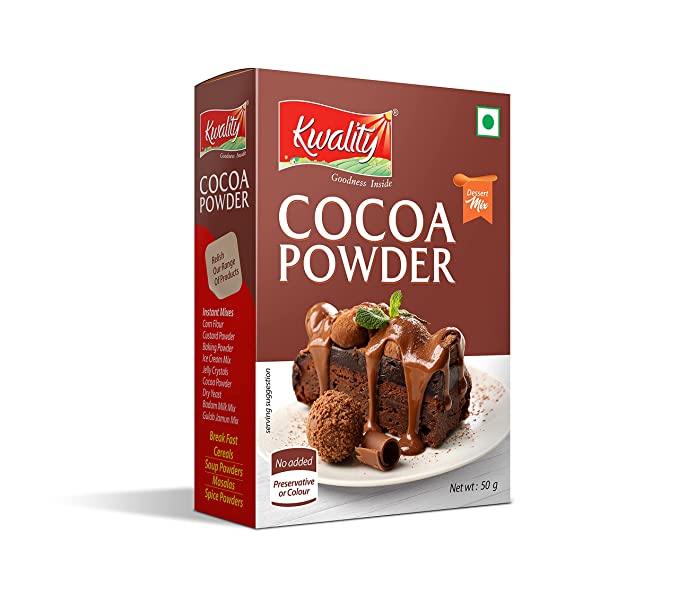 Kwality®
Goodness Inside
COCOA
POWDER
Relish
Our Range
Of Products
Instant Mixes
Corn Flour
Custard Powder
Baking Powder
Ice Cream Mix
Jelly Crystals
Cocoa Powder
Dry Yeast
Badam Milk Mix
Gulab Jamun Mix
Break Fast
Cereals
Soup Powders
Masalas
Spice Powders
Kwality®
Goodness Inside
Dessert
Mix
COCOA
POWDER
serving suggestion
No added
Preservative
or Colour
Net wt : 50 g